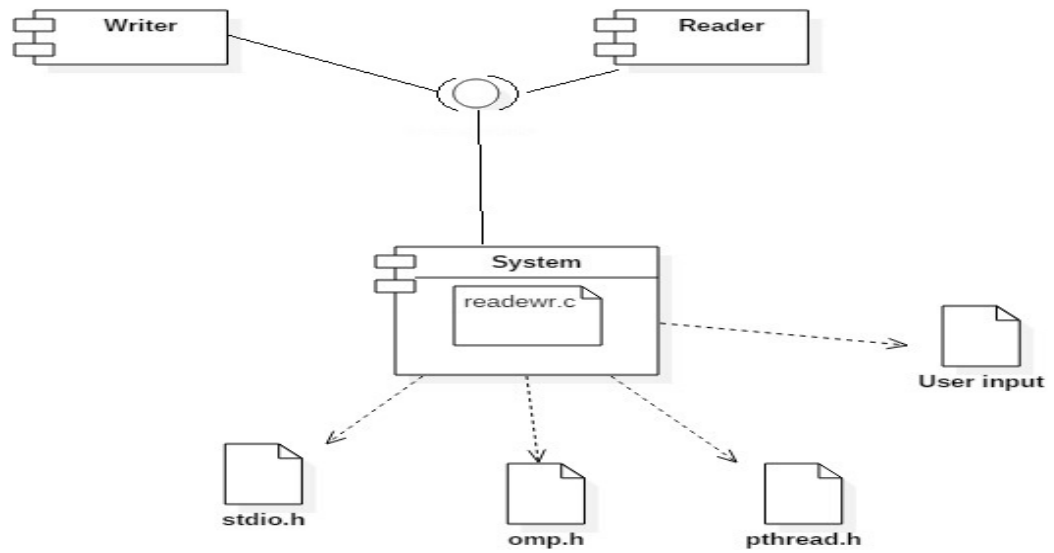 Writer
Reader
System
readewr.c
User input
stdio.h
omp.h
pthread.h